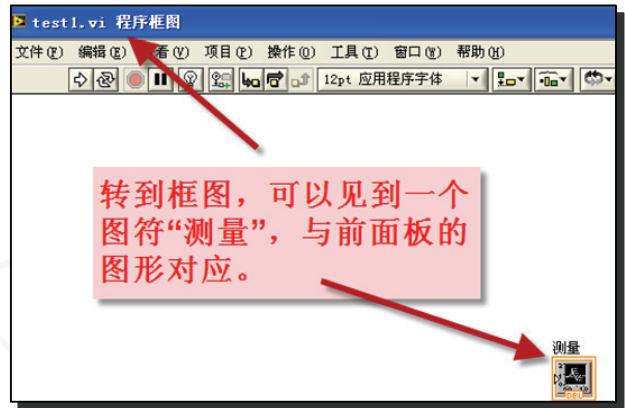 test1.vi 程序框图
文件(F) 编辑(E) 看(V) 项目(P) 操作(O) 工具(T) 窗口(W) 帮助(H)
12pt 应用程序字体
转到框图，可以见到一个
图符“测量”，与前面板的
图形对应。
测量
DBL